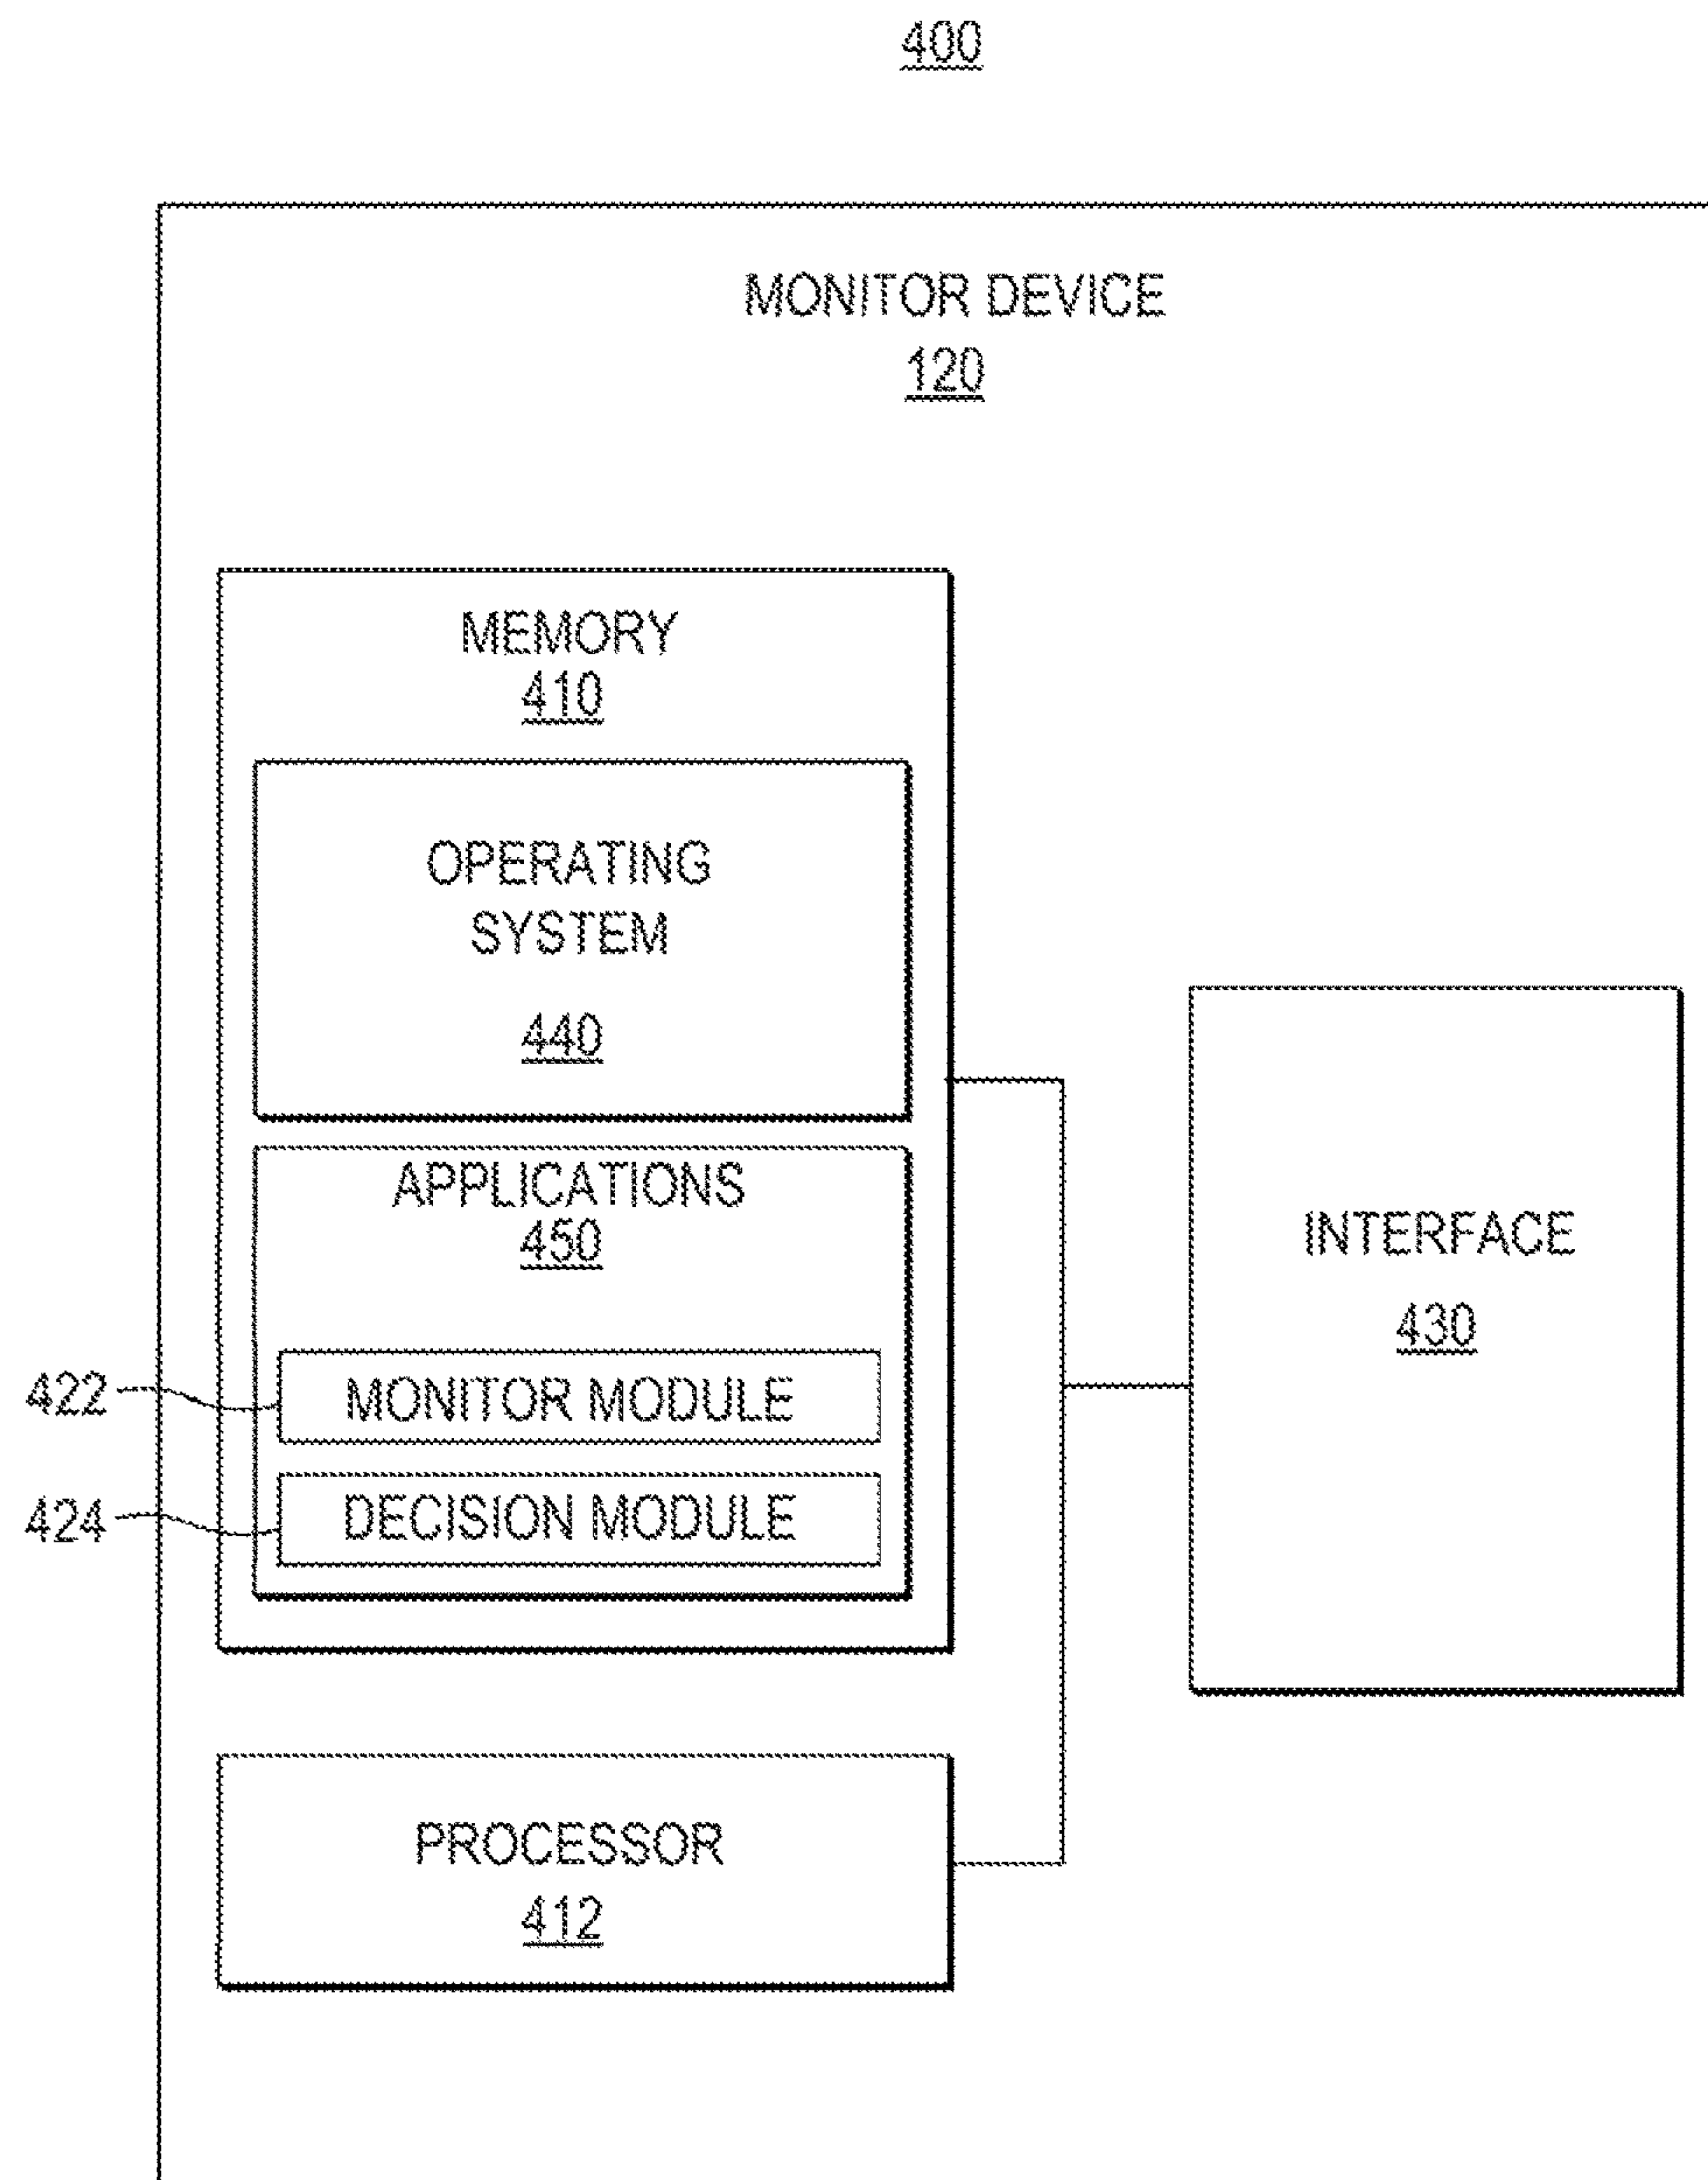 400
MONITOR DEVICE
120
MEMORY
410
OPERATING
SYSTEM
440
APPLICATIONS
450
422
MONITOR MODULE
424
DECISION MODULE
INTERFACE
430
PROCESSOR
412